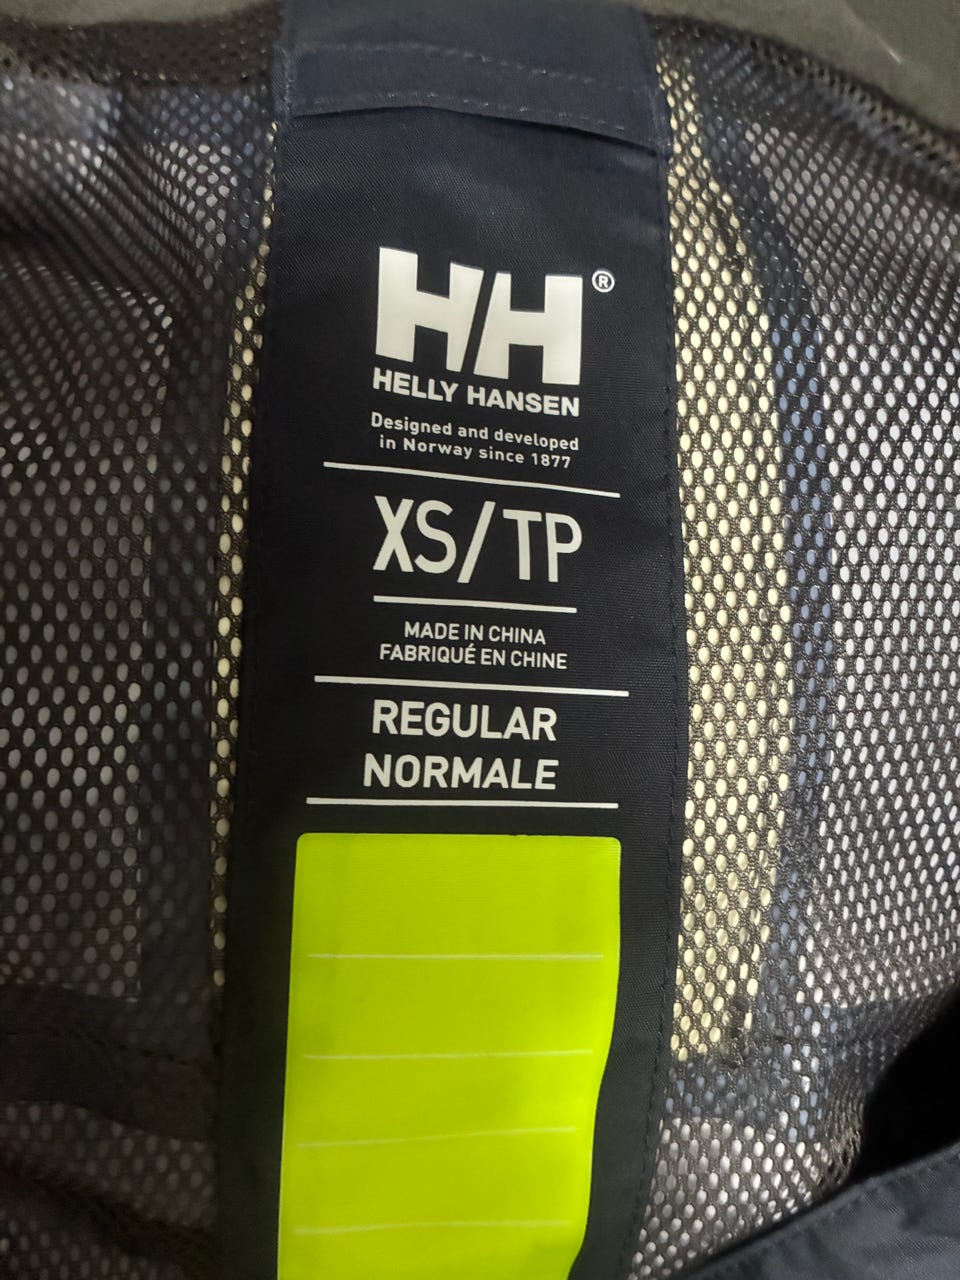 HH®
HELLY HANSEN
Designed and developed
in Norway since 1877
XS/TP
MADE IN CHINA
FABRIQUÉ EN CHINE
REGULAR
NORMALE